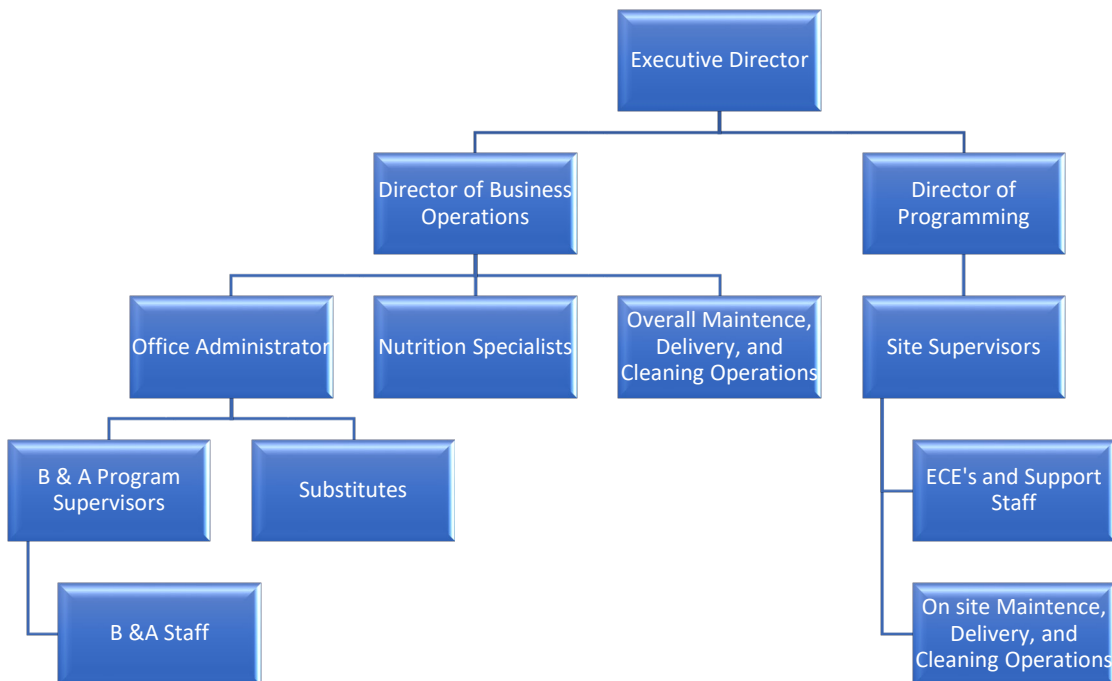 Executive Director
Director of Business
Operations
Director of
Programming
Office Administrator
Nutrition Specialists
Overall Maintence,
Delivery, and
Cleaning Operations
Site Supervisors
B & A Program
Supervisors
Substitutes
ECE's and Support
Staff
B &A Staff
On site Maintence,
Delivery, and
Cleaning Operations